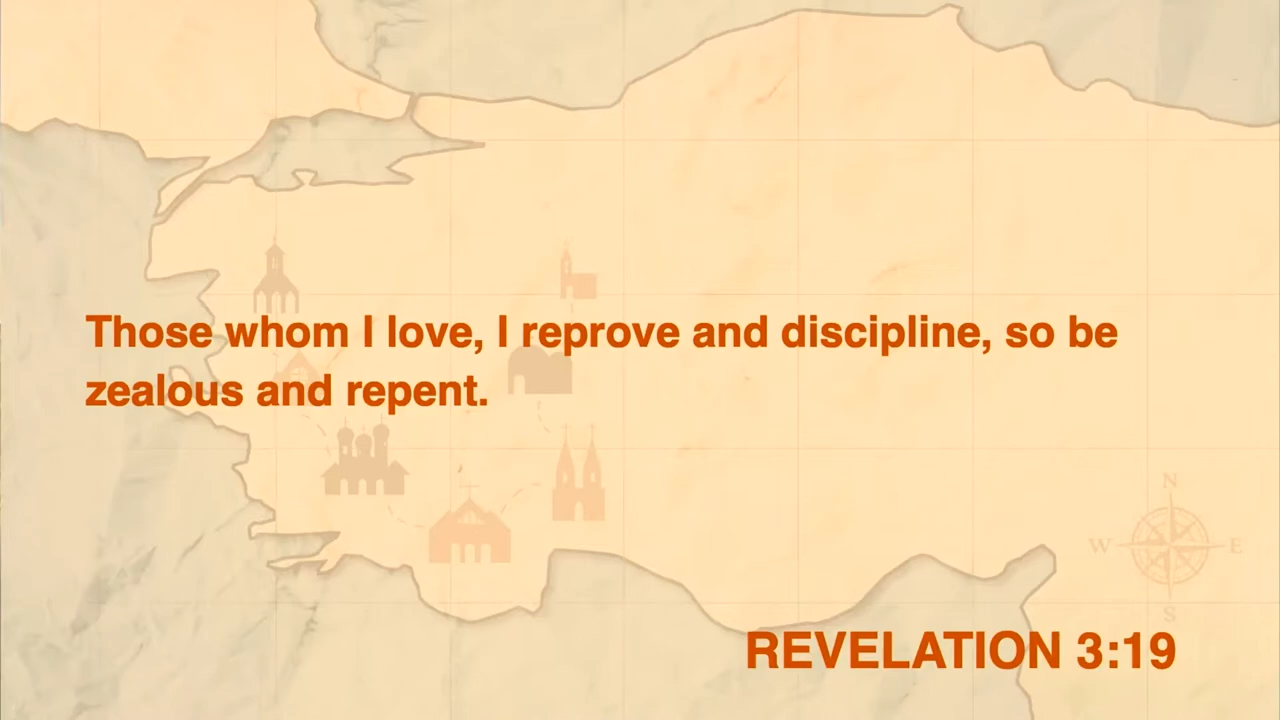 Those whom I love, I reprove and discipline, so be
zealous and repent.
N
W E
S
REVELATION 3:19